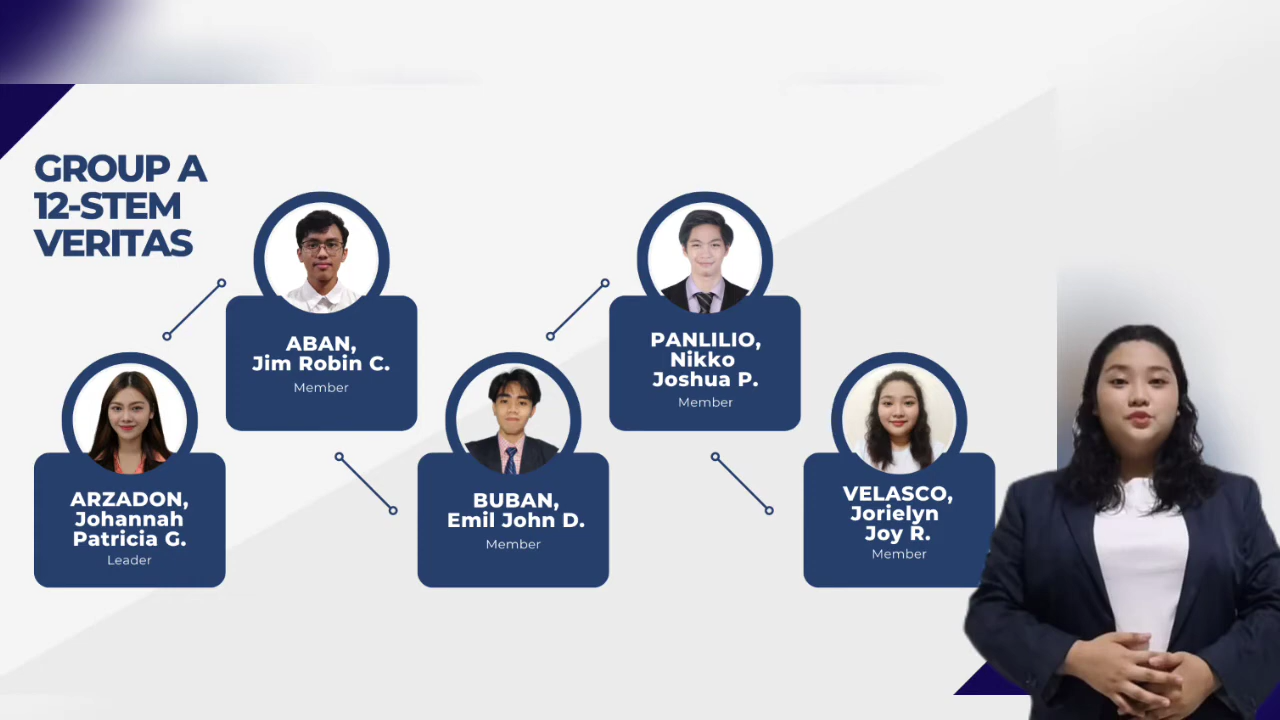 GROUP A
12-STEM
VERITAS
ARZADON,
Johannah
Patricia G.
Leader
ABAN,
Jim Robin C.
Member
BUBAN,
Emil John D.
Member
PANLILIO,
Nikko
Joshua P.
Member
VELASCO,
Jorielyn
Joy R.
Member